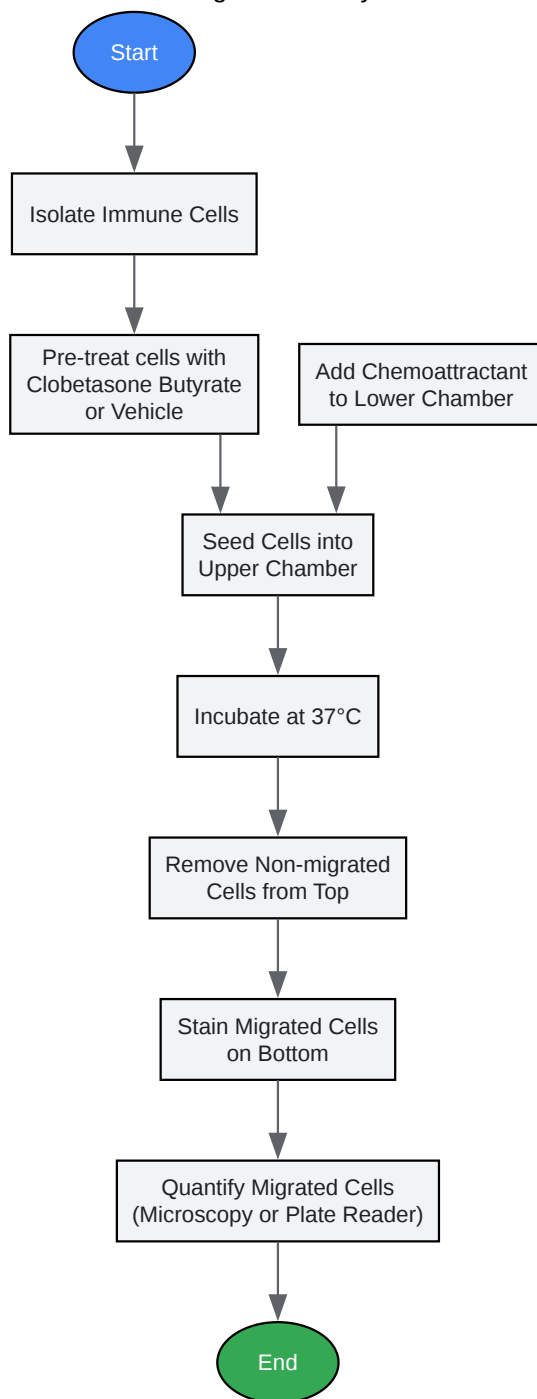 Start
Isolate Immune Cells
Pre-treat cells with
Clobetasone Butyrate
or Vehicle
Add Chemoattractant
to Lower Chamber
Seed Cells into
Upper Chamber
Incubate at 37°C
Remove Non-migrated
Cells from Top
Stain Migrated Cells
on Bottom
Quantify Migrated Cells
(Microscopy or Plate Reader)
End